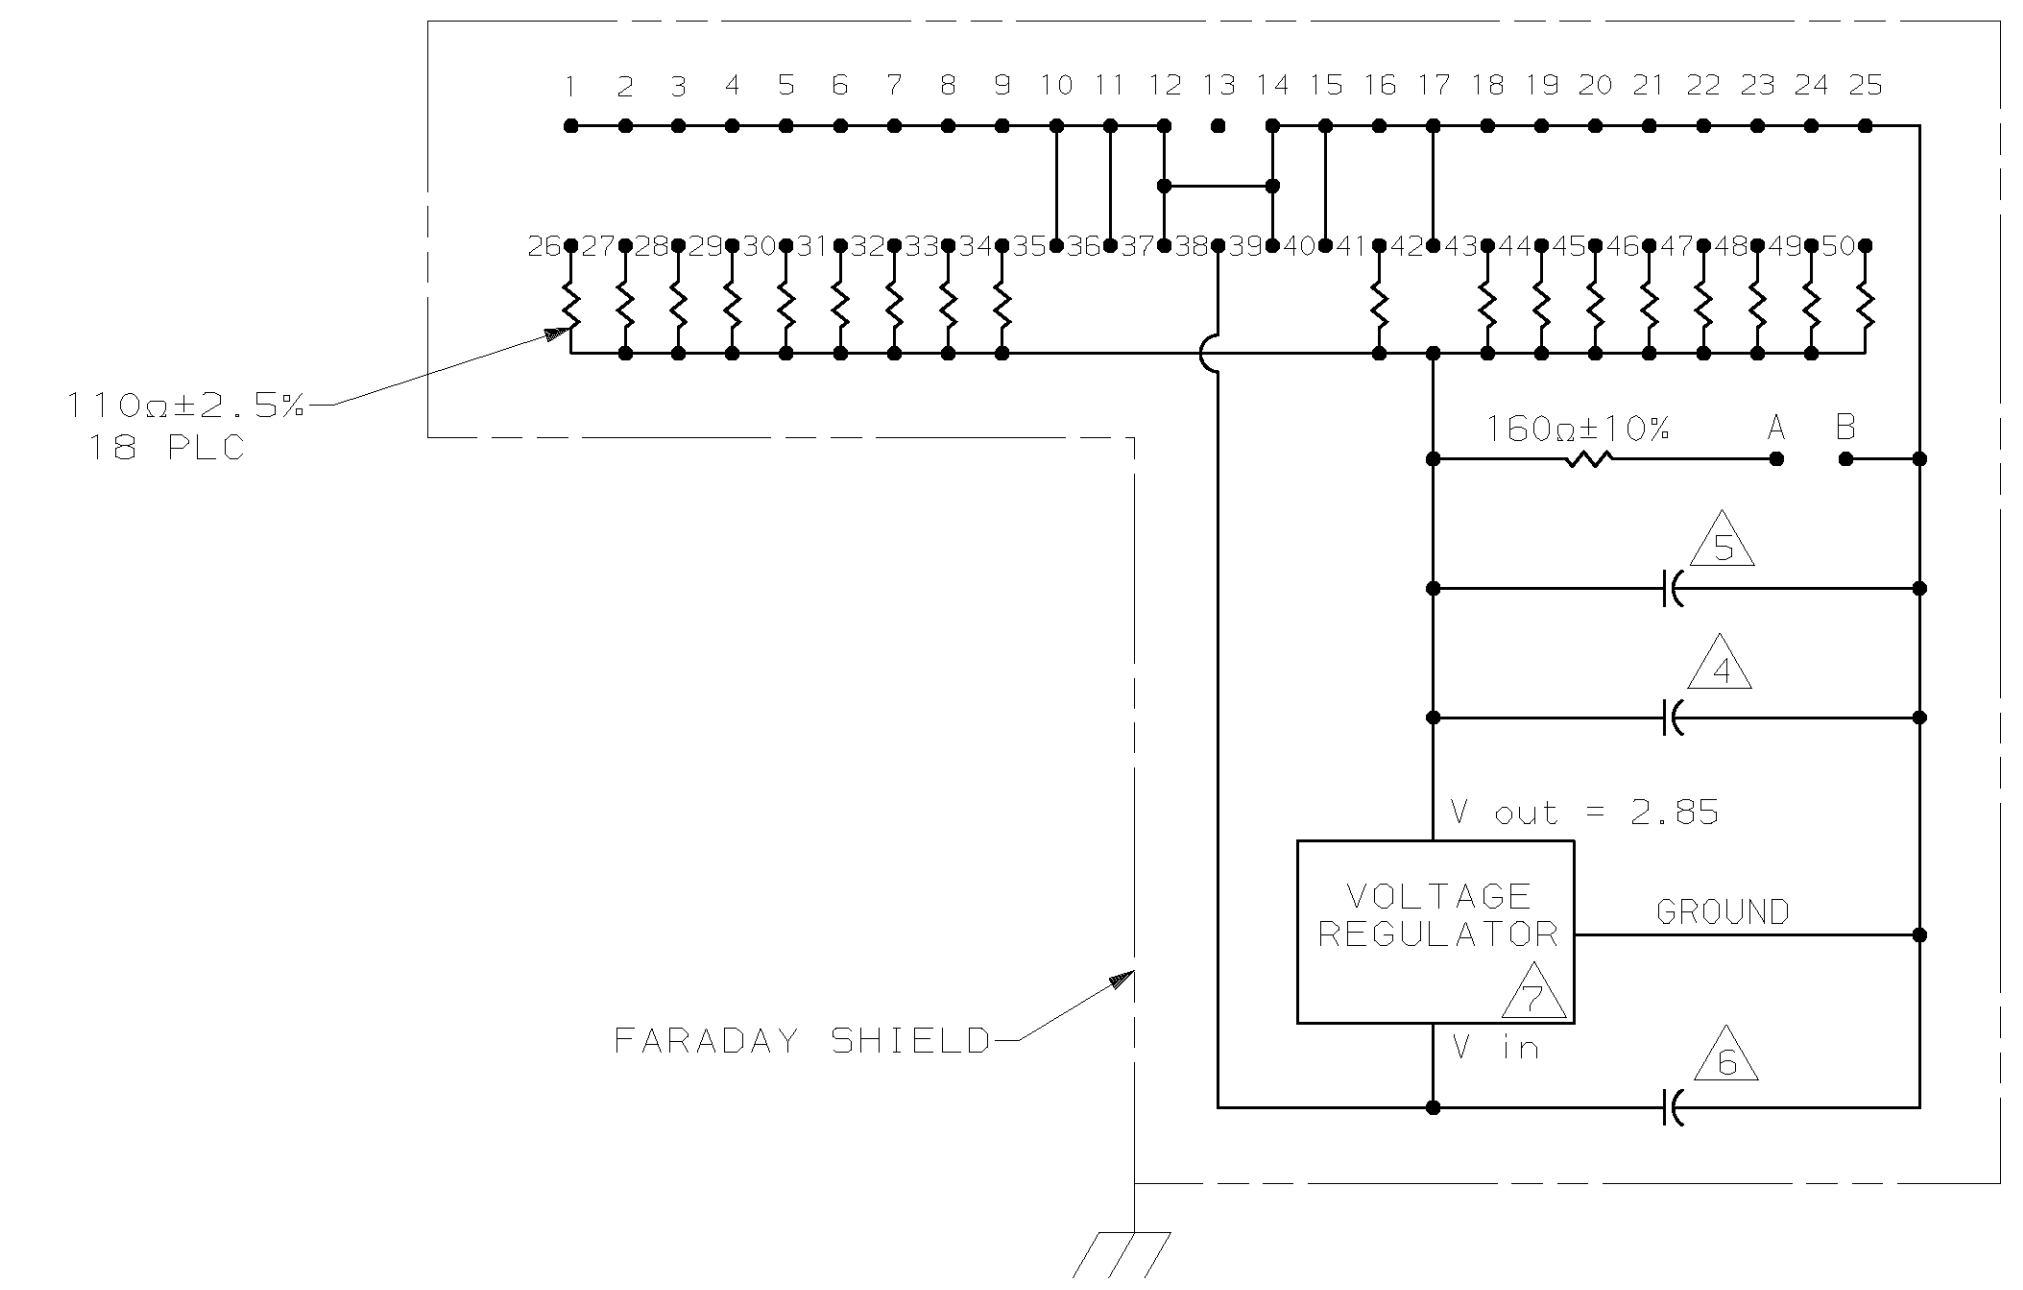 1 2 3 4 5 6 7 8 9 10 11 12 13 14 15 16 17 18 19 20 21 22 23 24 25
26 27 28 29 30 31 32 33 34 35 36 37 38 39 40 41 42 43 44 45 46 47 48 49 50
110Ω±2.5%
18 PLC
160Ω±10% A B
5
4
V out = 2.85
VOLTAGE
REGULATOR
GROUND
7
FARADAY SHIELD
V in
6